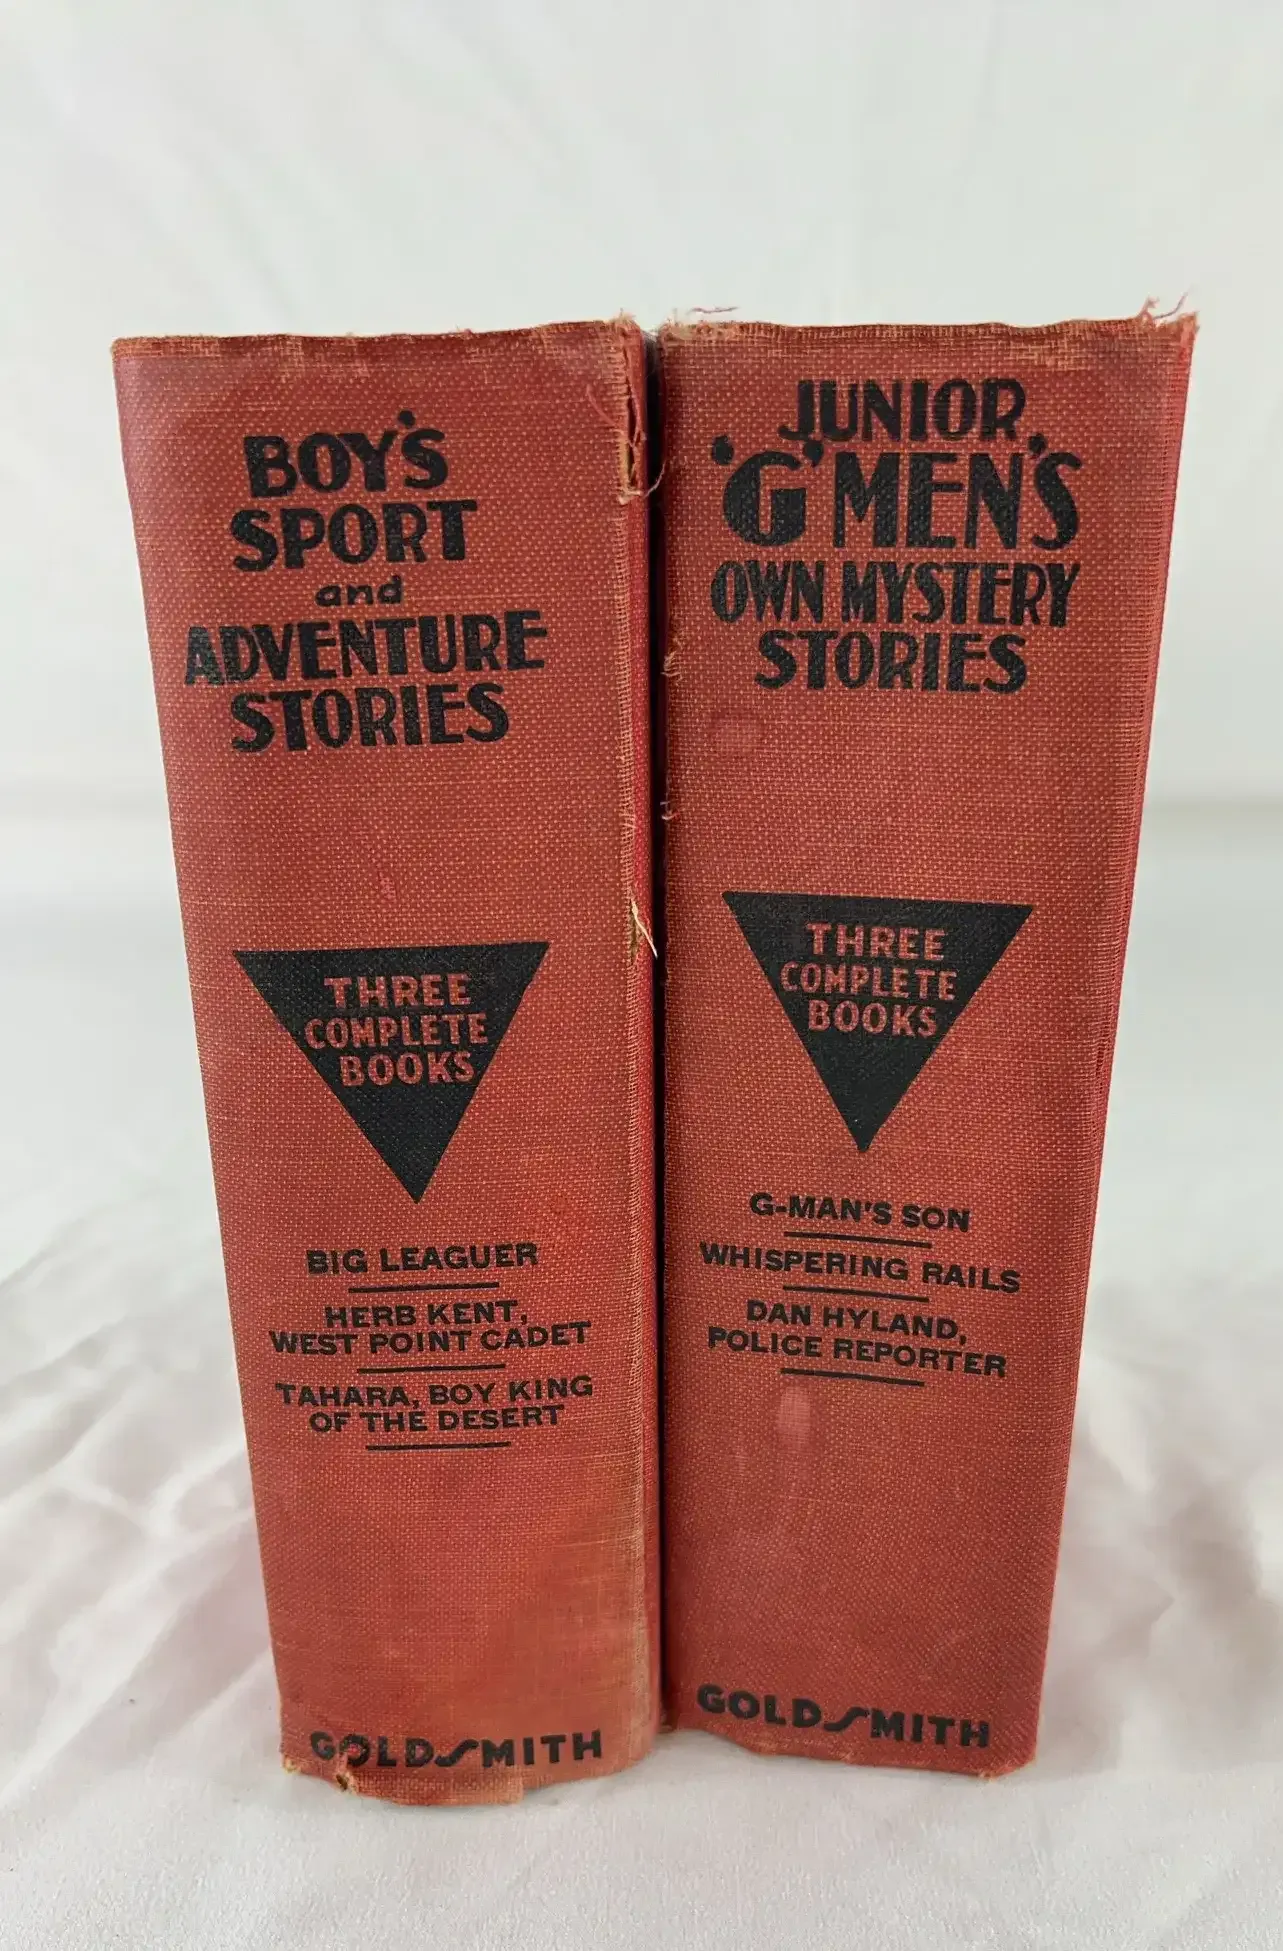 BOY'S
SPORT
and
ADVENTURE
STORIES
THREE
COMPLETE
BOOKS
BIG LEAGUER
HERB KENT,
WEST POINT CADET
TAHARA, BOY KING
OF THE DESERT
GOLDSMITH
JUNIOR
'G'MEN'S
OWN MYSTERY
STORIES
THREE
COMPLETE
BOOKS
G-MAN'S SON
WHISPERING RAILS
DAN HYLAND,
POLICE REPORTER
GOLDSMITH